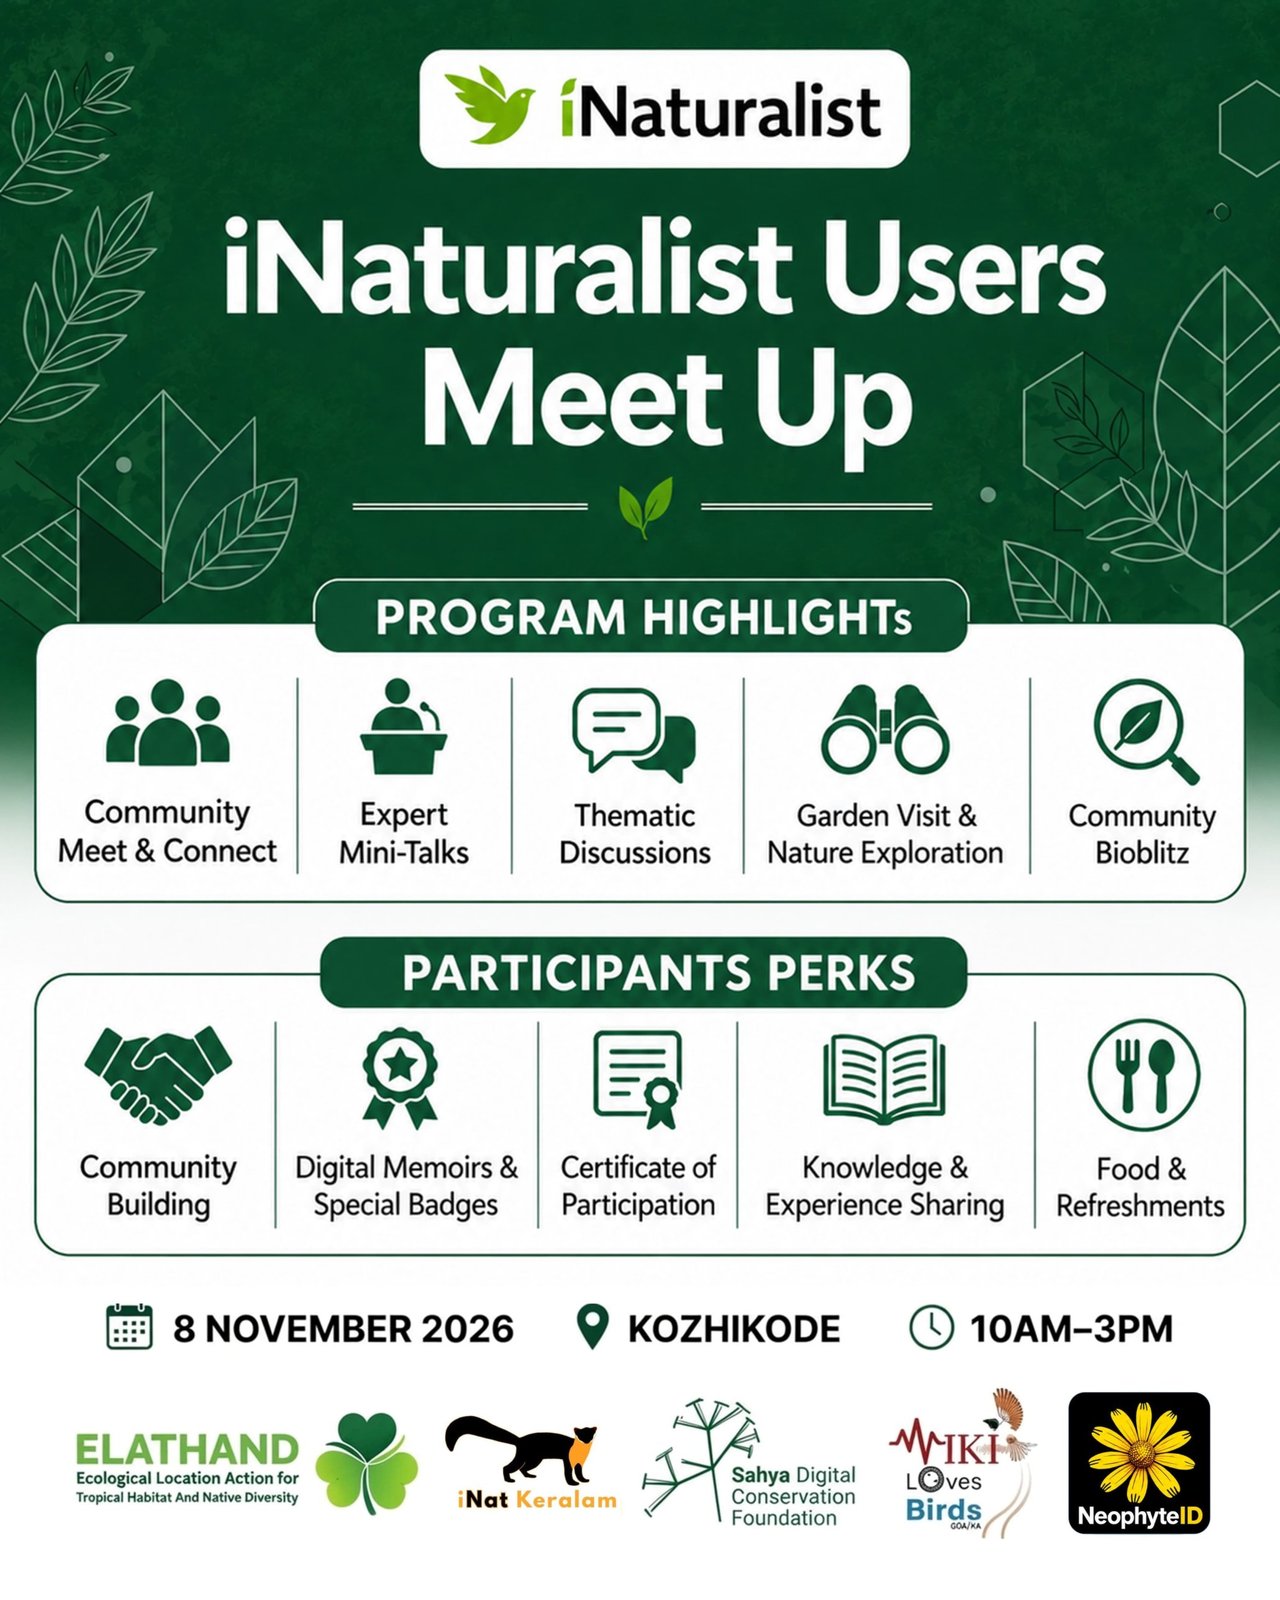 iNaturalist
iNaturalist Users
Meet Up
PROGRAM HIGHLIGHTs
Community
Meet & Connect
Expert
Mini-Talks
Thematic
Discussions
Garden Visit &
Nature Exploration
Community
Bioblitz
PARTICIPANTS PERKS
Community
Building
Digital Memoirs &
Special Badges
Certificate of
Participation
Knowledge &
Experience Sharing
Food &
Refreshments
8 NOVEMBER 2026
KOZHIKODE
10AM–3PM
ELATHAND
Ecological Location Action for
Tropical Habitat And Native Diversity
iNat Keralam
Sahya Digital
Conservation
Foundation
WIKI
LOves
Birds
GOA/KA
NeophyteID